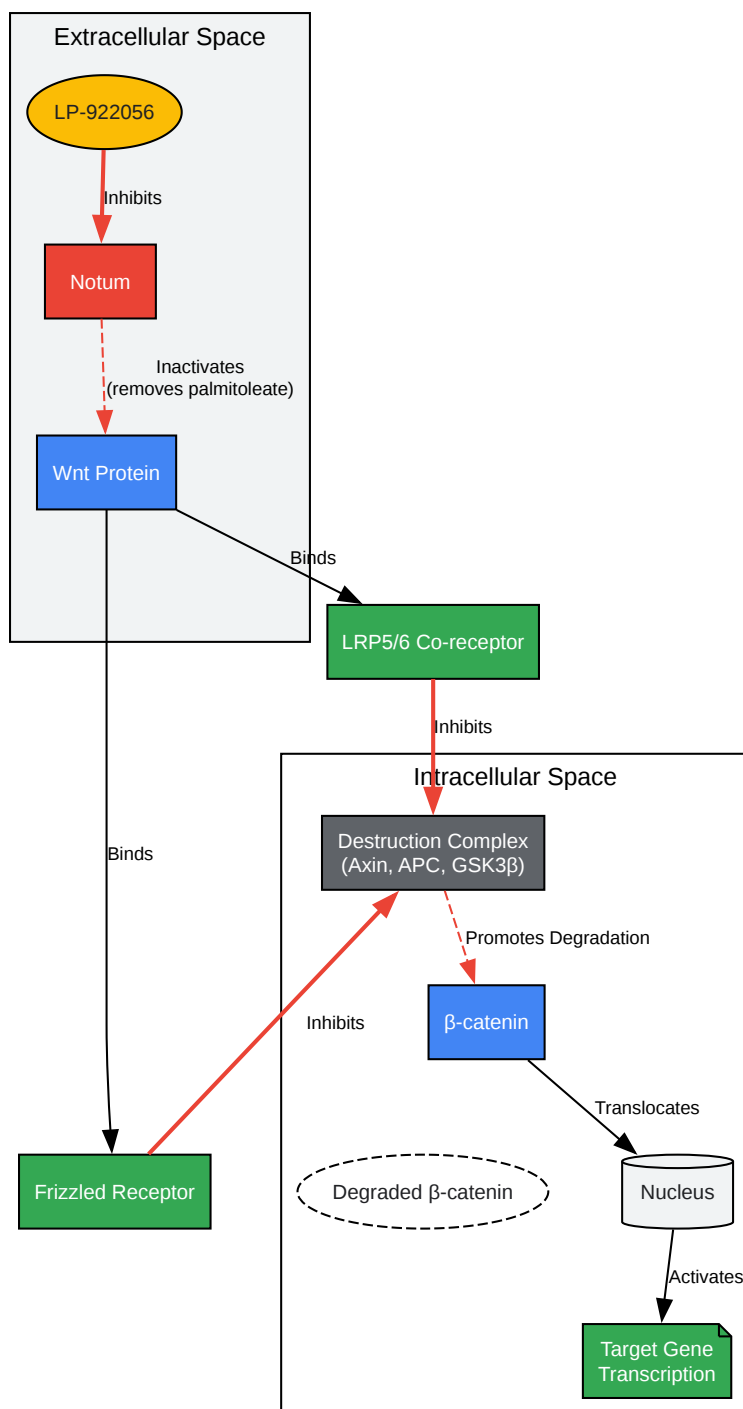 Extracellular Space
LP-922056
Inhibits
Notum
Inactivates
(removes palmitoleate)
Wnt Protein
Binds
LRP5/6 Co-receptor
Inhibits
Intracellular Space
Destruction Complex
(Axin, APC, GSK3β)
Binds
Promotes Degradation
β-catenin
Inhibits
Translocates
Frizzled Receptor
Degraded β-catenin
Nucleus
Activates
Target Gene
Transcription